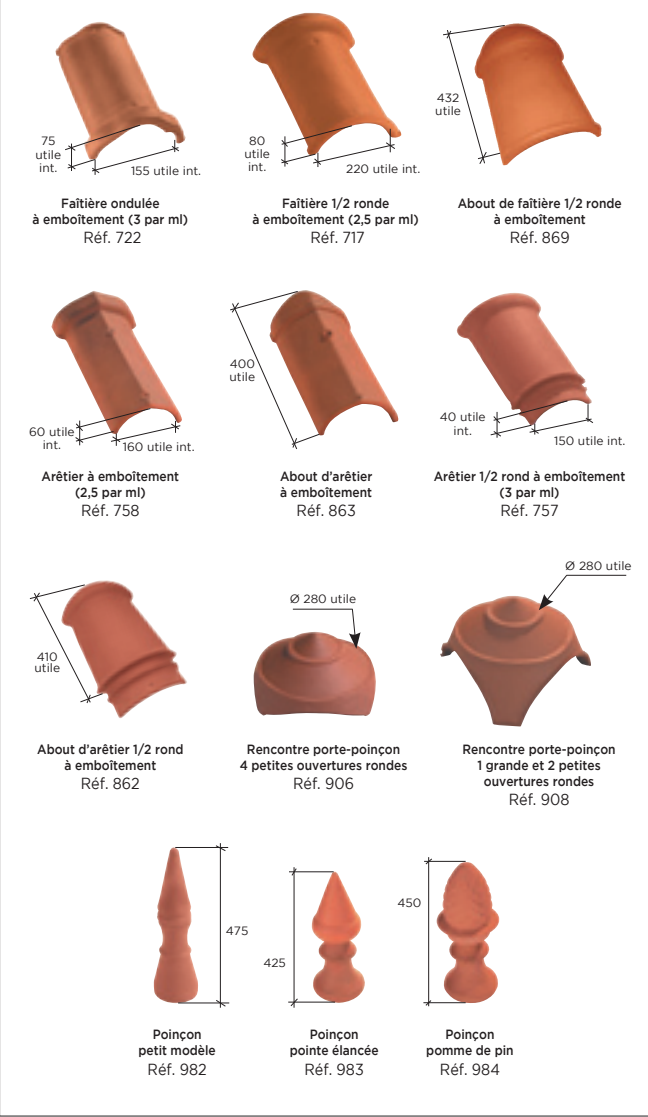 75
utile
int.
155 utile int.
Faîtière ondulée
à emboîtement (3 par ml)
Réf. 722
80
utile
int.
220 utile int.
Faîtière 1/2 ronde
à emboîtement (2,5 par ml)
Réf. 717
432
utile
About de faîtière 1/2 ronde
à emboîtement
Réf. 869
60 utile
int.
160 utile int.
Arêtier à emboîtement
(2,5 par ml)
Réf. 758
400
utile
About d'arêtier
à emboîtement
Réf. 863
40 utile
int.
150 utile int.
Arêtier 1/2 rond à emboîtement
(3 par ml)
Réf. 757
410
utile
About d'arêtier 1/2 rond
à emboîtement
Réf. 862
Ø 280 utile
Rencontre porte-poinçon
4 petites ouvertures rondes
Réf. 906
Ø 280 utile
Rencontre porte-poinçon
1 grande et 2 petites
ouvertures rondes
Réf. 908
475
Poinçon
petit modèle
Réf. 982
425
Poinçon
pointe élancée
Réf. 983
450
Poinçon
pomme de pin
Réf. 984